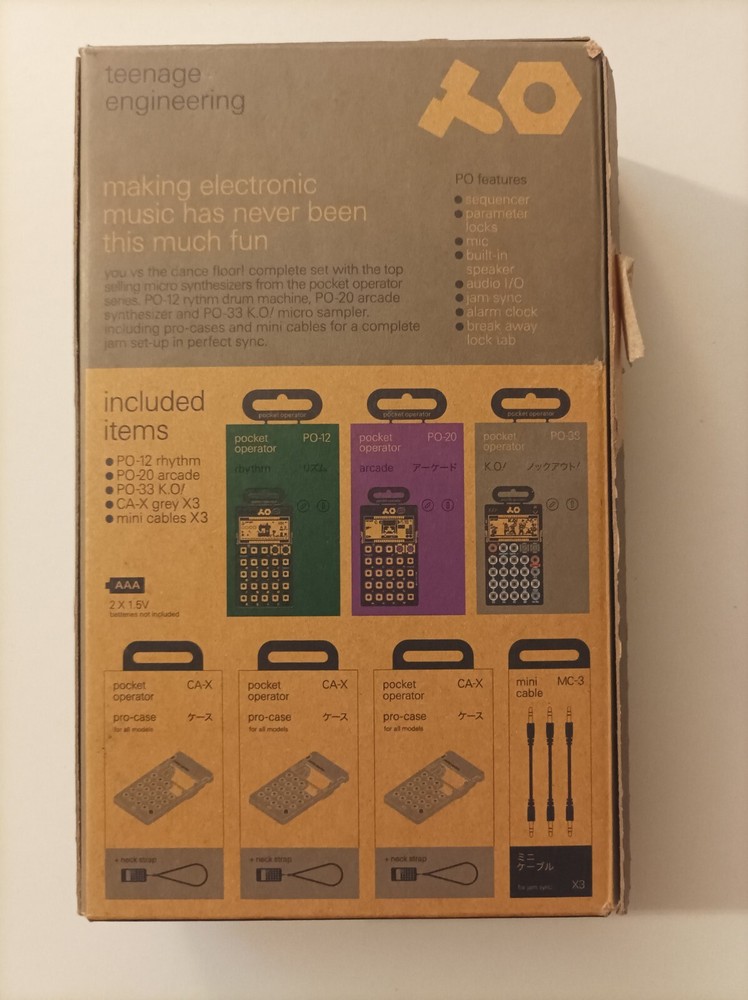 teenage
engineering
making electronic
music has never been
this much fun
you vs the dance floor! complete set with the top
selling micro synthesizers from the pocket operator
series. PO-12 rythm drum machine, PO-20 arcade
synthesizer and PO-33 K.O! micro sampler.
including pro-cases and mini cables for a complete
jam set-up in perfect sync.
PO features
sequencer
parameter
locks
mic
built-in
speaker
audio I/O
jam sync
alarm clock
break away
lock tab
included
items
PO-12 rhythm
PO-20 arcade
PO-33 K.O!
CA-X grey X3
mini cables X3
AAA
2 X 1.5V
batteries not included
pocket operator
pocket PO-12
operator
rhythm リズム
pocket operator
pocket PO-20
operator
arcade アーケード
pocket operator
pocket PO-33
operator
K.O! ノックアウト!
pocket CA-X
operator
pro-case ケース
for all models
+ neck strap
pocket CA-X
operator
pro-case ケース
for all models
+ neck strap
pocket CA-X
operator
pro-case ケース
for all models
+ neck strap
mini MC-3
cable
ミニ
ケーブル
for jam sync X3